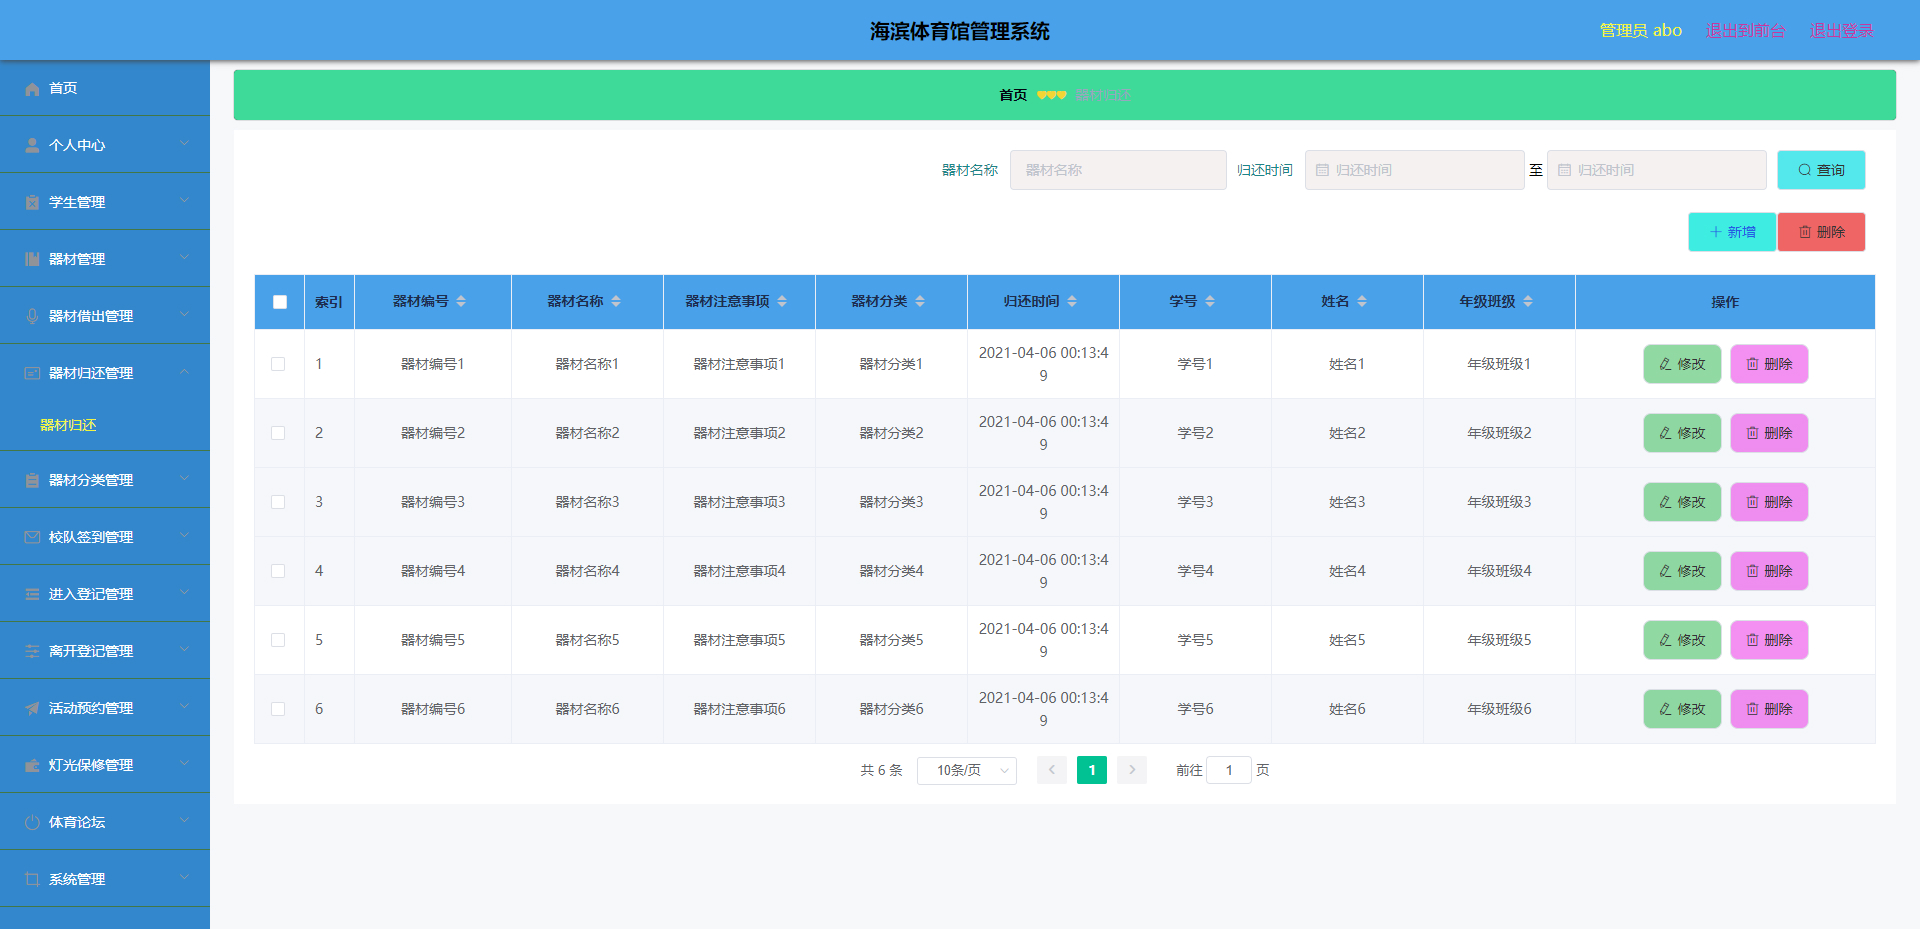 海滨体育馆管理系统
管理员 abo 退出到前台 退出登录
首页
个人中心
学生管理
器材管理
器材借出管理
器材归还管理
器材归还
器材分类管理
校队签到管理
进入登记管理
离开登记管理
活动预约管理
灯光保修管理
体育论坛
系统管理
首页 器材归还
器材名称 器材名称 归还时间 归还时间 至 归还时间 查询
新增 删除
索引 器材编号 器材名称 器材注意事项 器材分类 归还时间 学号 姓名 年级班级 操作
1 器材编号1 器材名称1 器材注意事项1 器材分类1 2021-04-06 00:13:4 学号1 姓名1 年级班级1 修改 删除
9
2 器材编号2 器材名称2 器材注意事项2 器材分类2 2021-04-06 00:13:4 学号2 姓名2 年级班级2 修改 删除
9
3 器材编号3 器材名称3 器材注意事项3 器材分类3 2021-04-06 00:13:4 学号3 姓名3 年级班级3 修改 删除
9
4 器材编号4 器材名称4 器材注意事项4 器材分类4 2021-04-06 00:13:4 学号4 姓名4 年级班级4 修改 删除
9
5 器材编号5 器材名称5 器材注意事项5 器材分类5 2021-04-06 00:13:4 学号5 姓名5 年级班级5 修改 删除
9
6 器材编号6 器材名称6 器材注意事项6 器材分类6 2021-04-06 00:13:4 学号6 姓名6 年级班级6 修改 删除
9
共 6 条 10条/页 1 前往 1 页